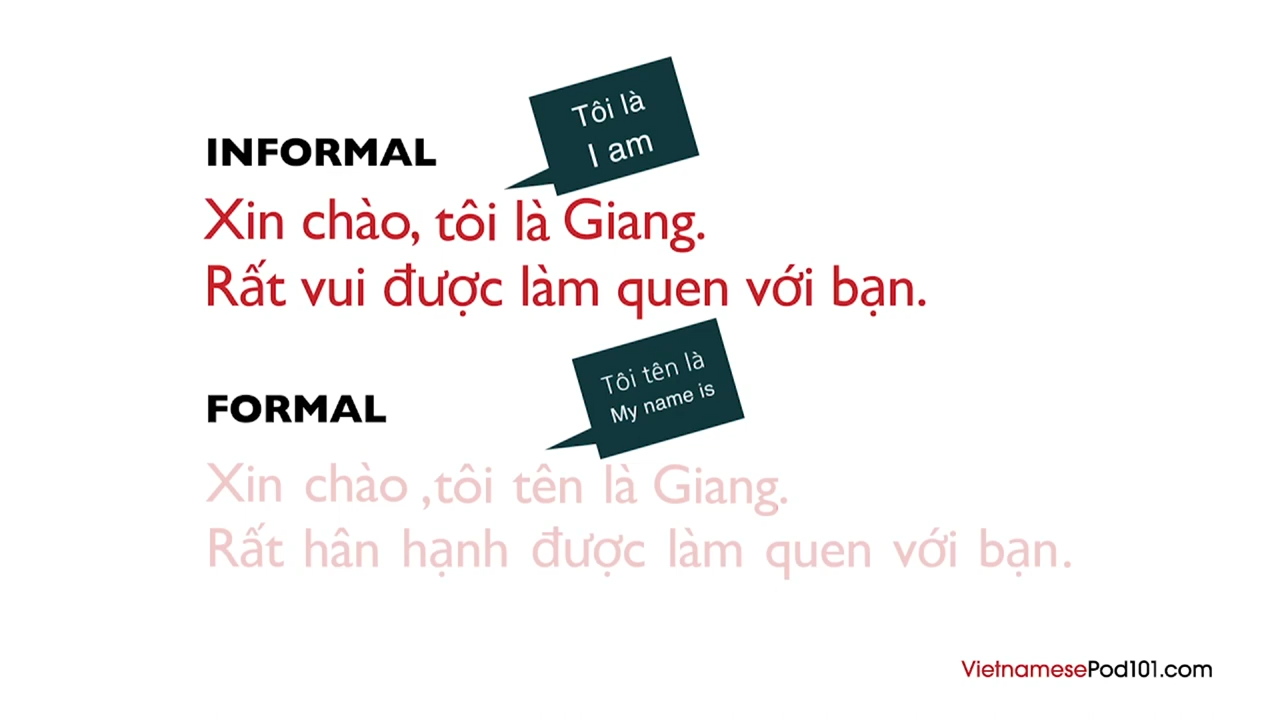 Tôi là
I am
INFORMAL
Xin chào, tôi là Giang.
Rất vui được làm quen với bạn.
Tôi tên là
My name is
FORMAL
Xin chào ,tôi tên là Giang.
Rất hân hạnh được làm quen với bạn.
VietnamesePod101.com